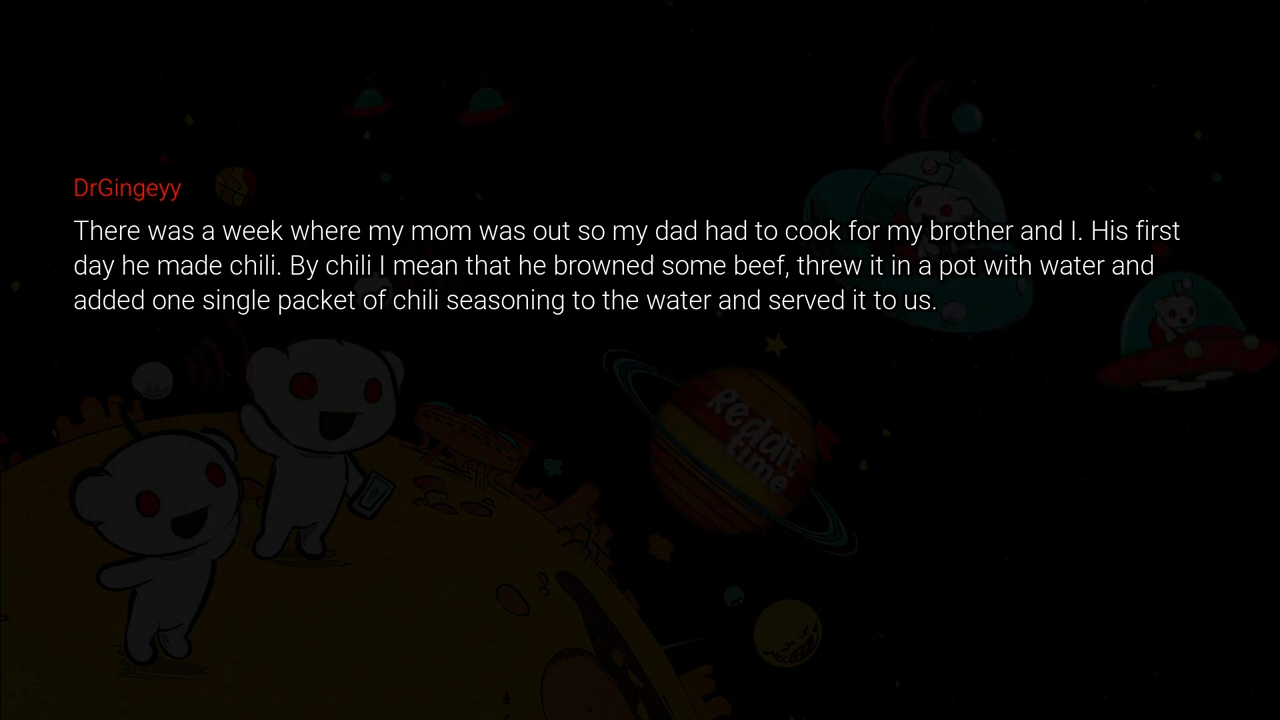 DrGingeyy
There was a week where my mom was out so my dad had to cook for my brother and I. His first
day he made chili. By chili I mean that he browned some beef, threw it in a pot with water and
added one single packet of chili seasoning to the water and served it to us.
Reddit
time